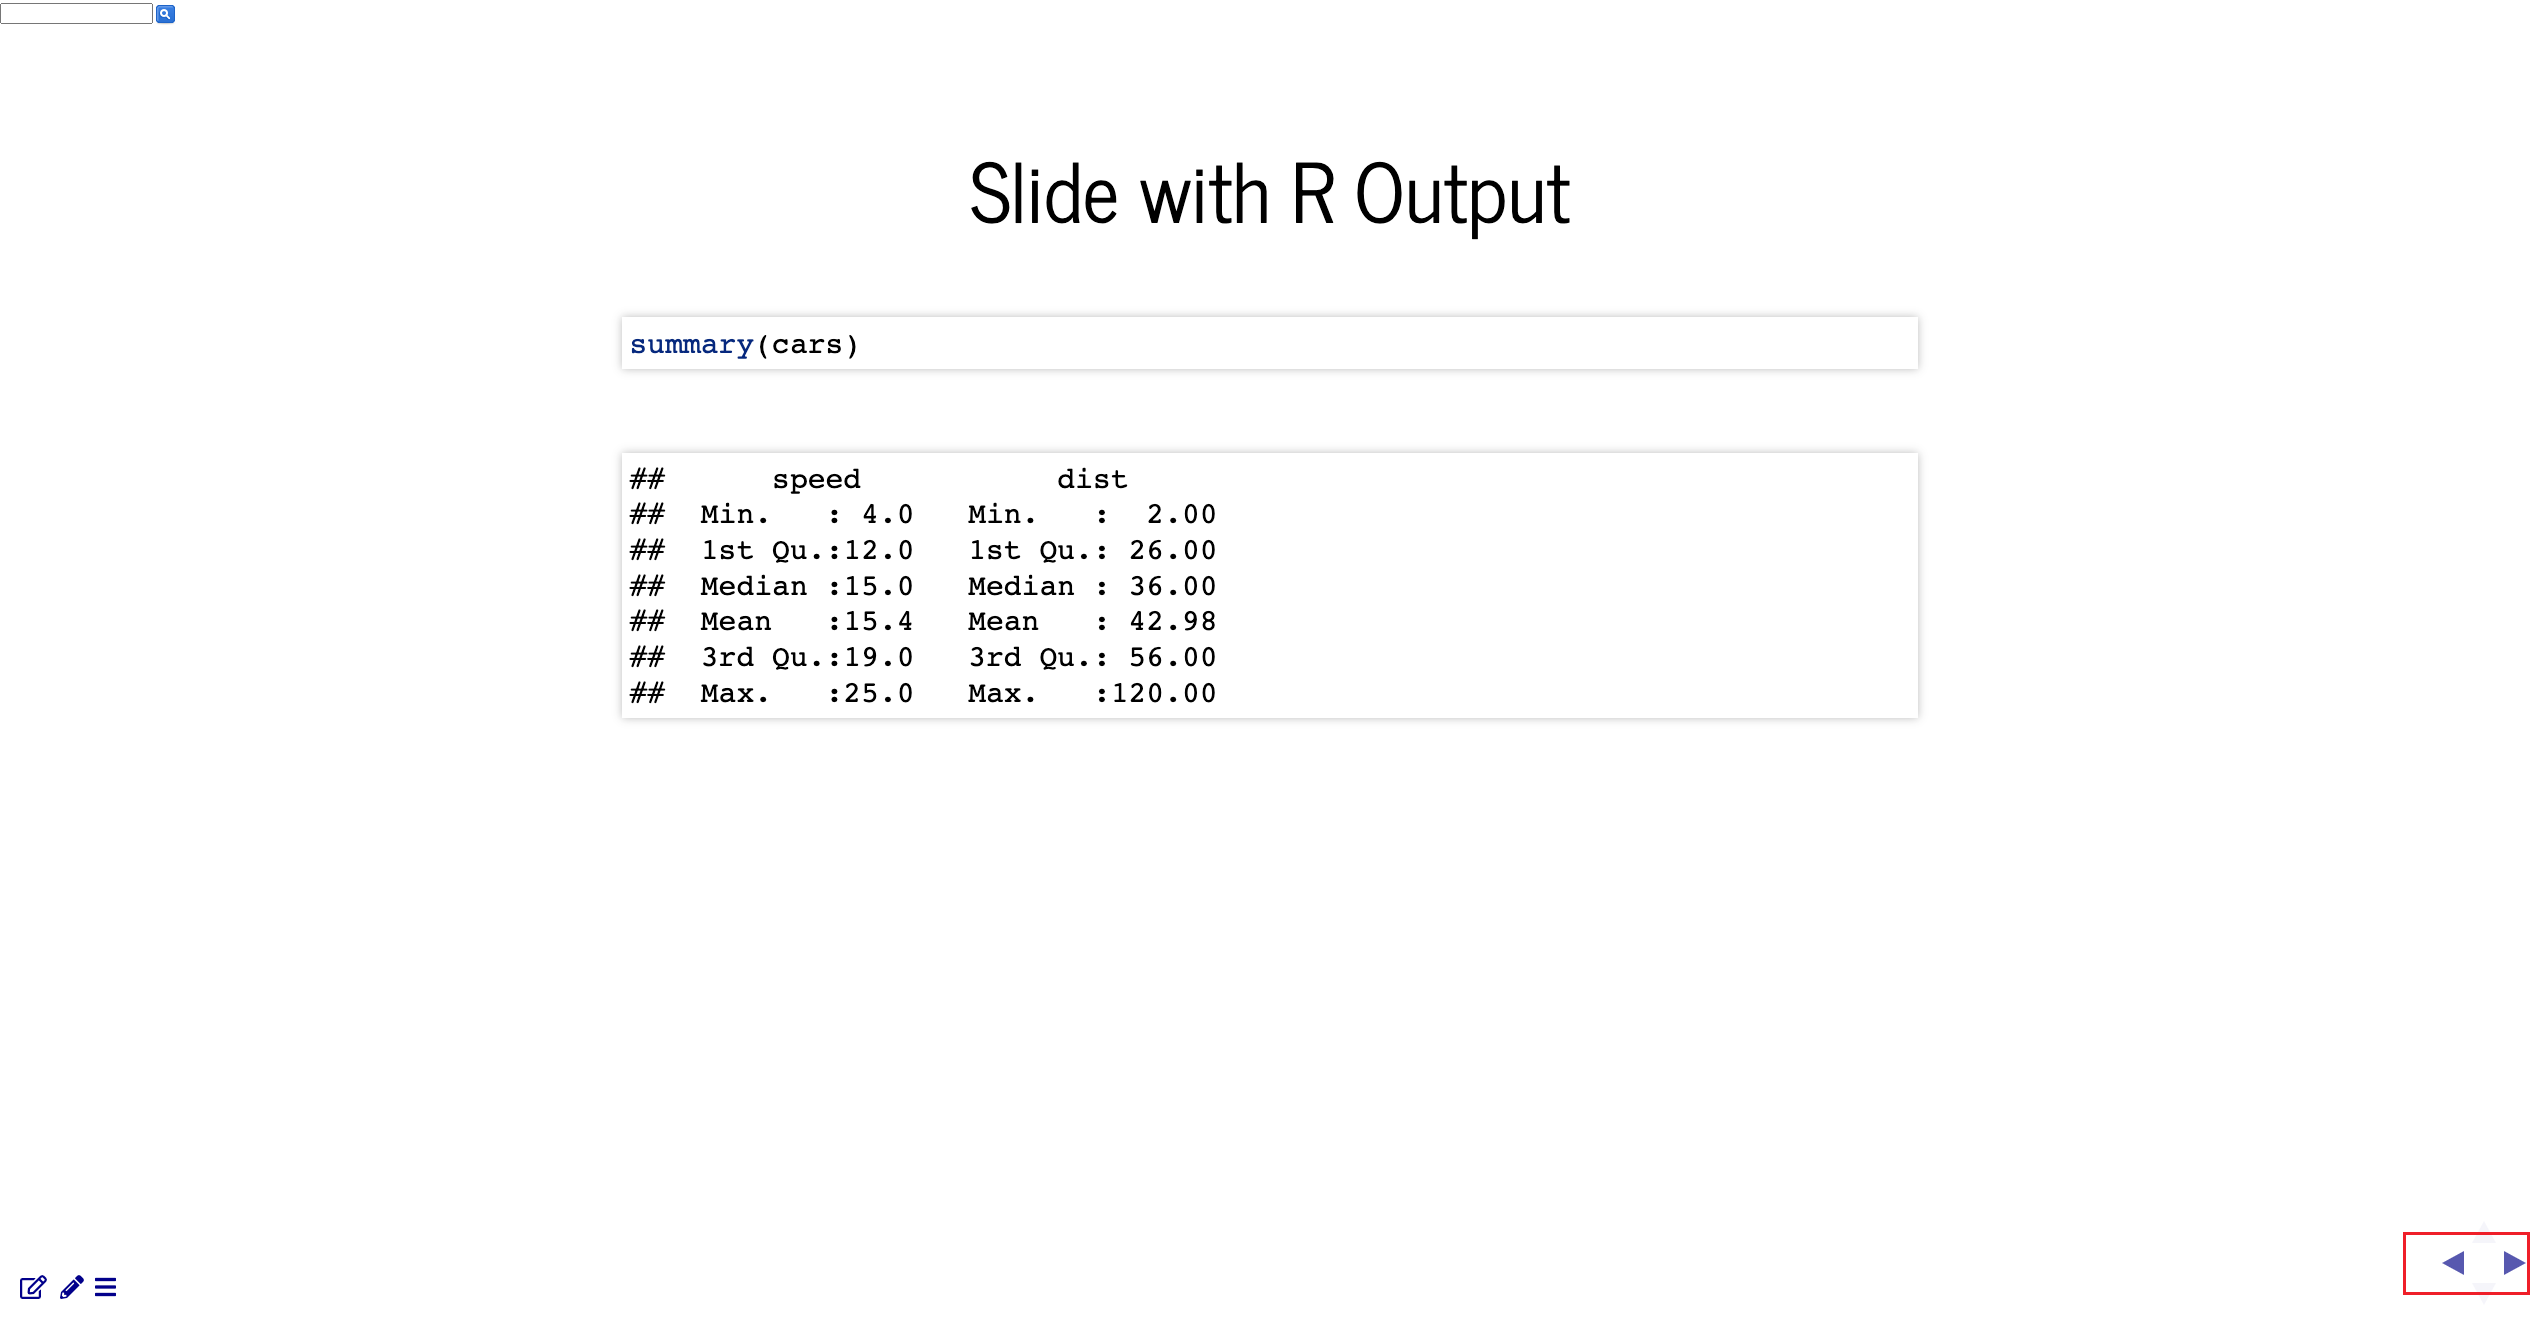 Slide with R Output
summary(cars)
##      speed           dist
##  Min.   : 4.0   Min.   :  2.00
##  1st Qu.:12.0   1st Qu.: 26.00
##  Median :15.0   Median : 36.00
##  Mean   :15.4   Mean   : 42.98
##  3rd Qu.:19.0   3rd Qu.: 56.00
##  Max.   :25.0   Max.   :120.00